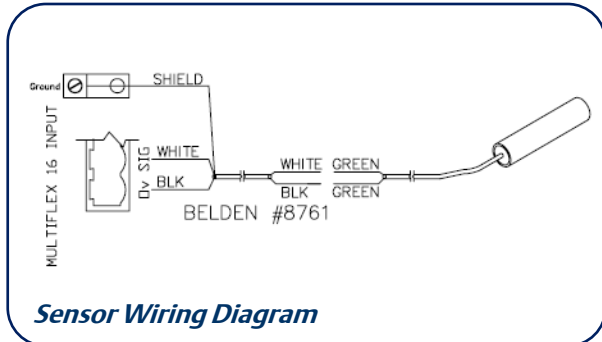 Ground
SHIELD
MULTIFLEX 16 INPUT
SIG
0v
WHITE
BLK
WHITE GREEN
BLK GREEN
BELDEN #8761
Sensor Wiring Diagram